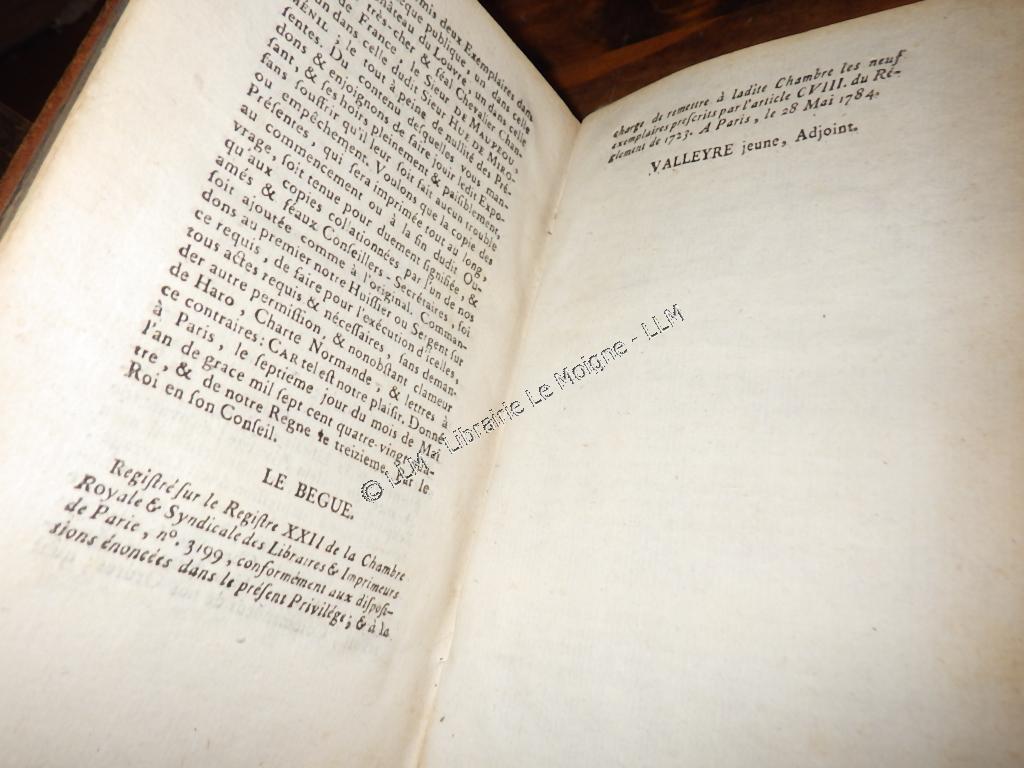 mis deux Exemplaires dans
publique, un dans celle
Château du Louvre, un dans celle
très-cher & féal Chevalier Chan-
de France, le Sieur DE MAUPEOU,
un dans celle dudit Sieur HUE DE MIRO-
MÉNIL; le tout à peine de nullité des Pré-
sentes; Du contenu desquelles vous man-
dons & enjoignons de faire jouir ledit Expo-
sant, & ses hoirs, pleinement & paisiblement,
sans souffrir qu'il leur soit fait aucun trouble
ou empêchement. Voulons que la copie des
Présentes, qui sera imprimée tout au long,
au commencement ou à la fin dudit Ou-
vrage, soit tenue pour duement signifiée, &
qu'aux copies collationnées par l'un de nos
amés & féaux Conseillers-Secrétaires, foi
soit ajoutée comme à l'original. Comman-
dons au premier notre Huissier ou Sergent sur
ce requis, de faire pour l'exécution d'icelles,
tous actes requis & nécessaires, sans deman-
der autre permission, & nonobstant clameur
de Haro, Charte Normande, & lettres à
ce contraires: CAR tel est notre plaisir. Donné
à Paris, le septième jour du mois de Mai
l'an de grace mil sept cent quatre-vingt-qua-
tre, & de notre Regne le treizième. Par le
Roi en son Conseil.
LE BEGUE.
Registré sur le Registre XXII de la Chambre
Royale & Syndicale des Libraires & Imprimeurs
de Paris, n°. 3199, conformément aux disposi-
tions énoncées dans le présent Privilége; & à la
charge de remettre à ladite Chambre les neuf
exemplaires prescrits par l'article CVIII. du Ré-
glement de 1723. A Paris, le 28 Mai 1784.
VALLEYRE jeune, Adjoint.
© LLM - Librairie Le Moigne - LLM